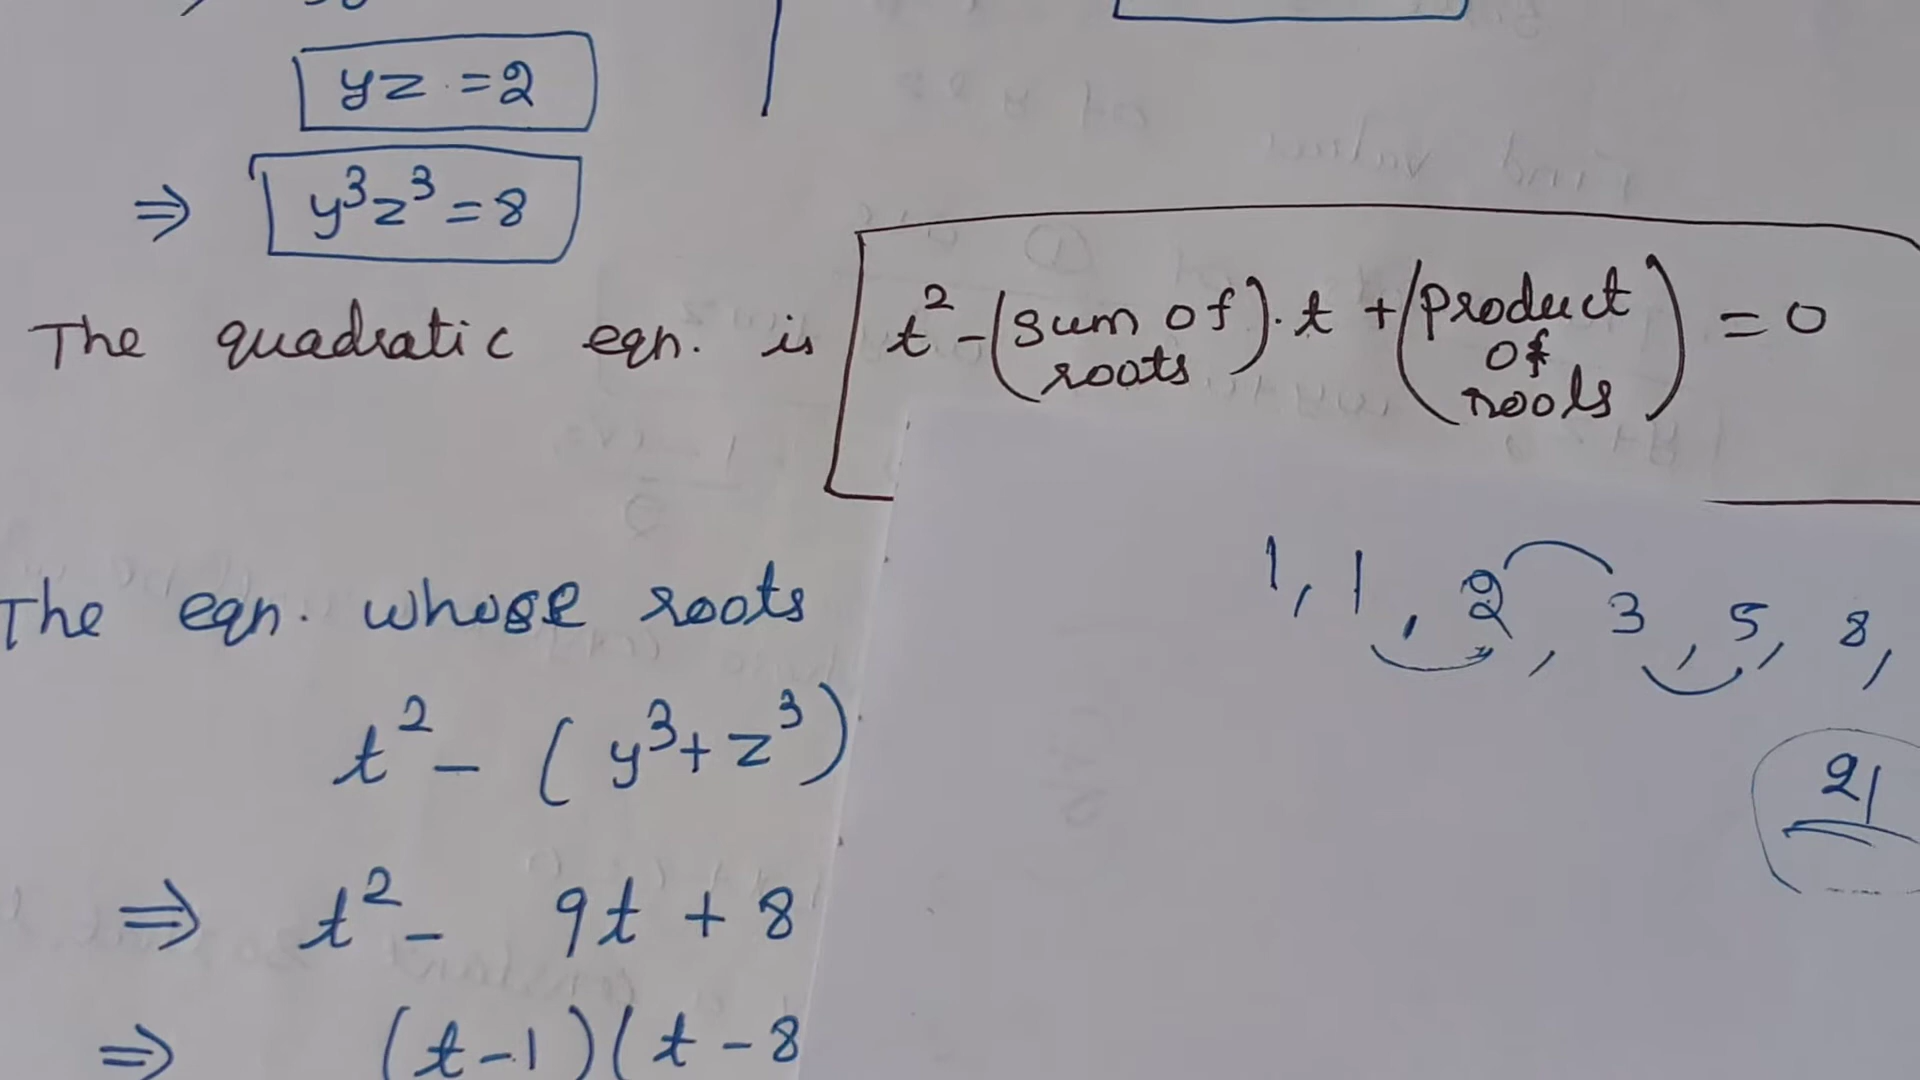 yz = 2
⇒ y³z³ = 8
The quadratic eqn. is t² - (sum of roots). t + (product of roots) = 0
The eqn. whose roots
t² - (y³ + z³)
⇒ t² - 9t + 8
⇒ (t-1)(t-8
1, 1, 2, 3, 5, 8,
21